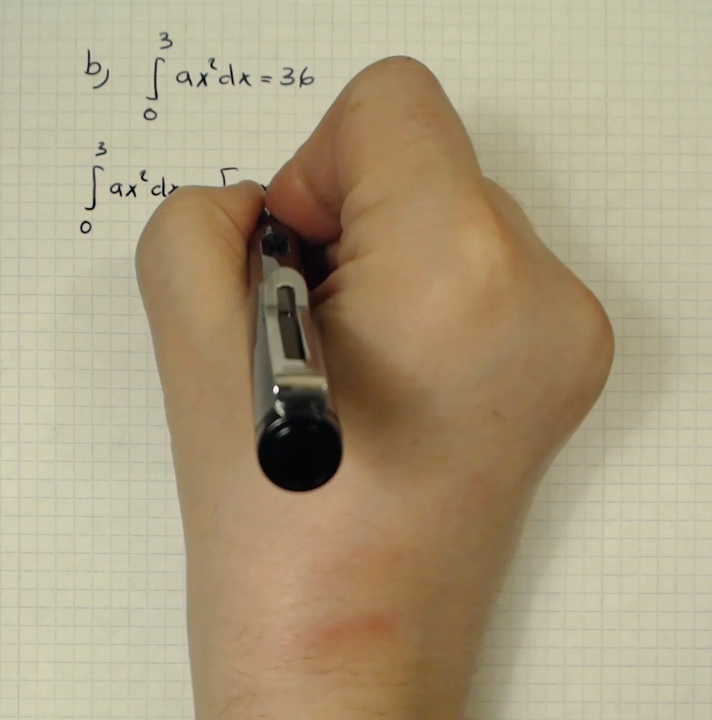 b) ∫₀³ ax²dx = 36
∫₀³ ax²dx [